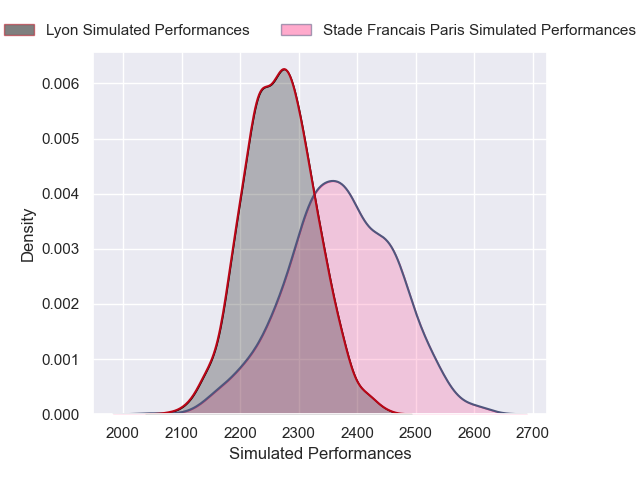 Lyon Simulated Performances
Stade Francais Paris Simulated Performances
0.006
0.005
0.004
0.003
0.002
0.001
0.000
Density
2000 2100 2200 2300 2400 2500 2600 2700
Simulated Performances